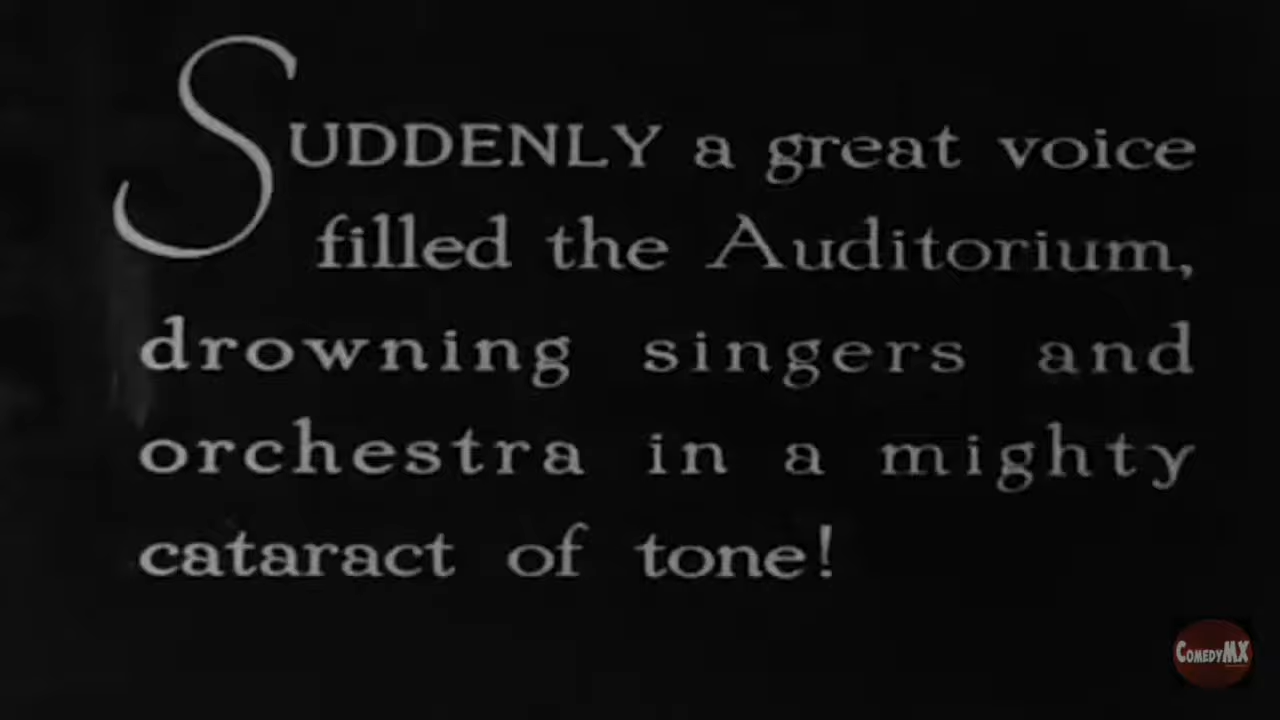 SUDDENLY a great voice
filled the Auditorium,
drowning singers and
orchestra in a mighty
cataract of tone!
COMEDYMX